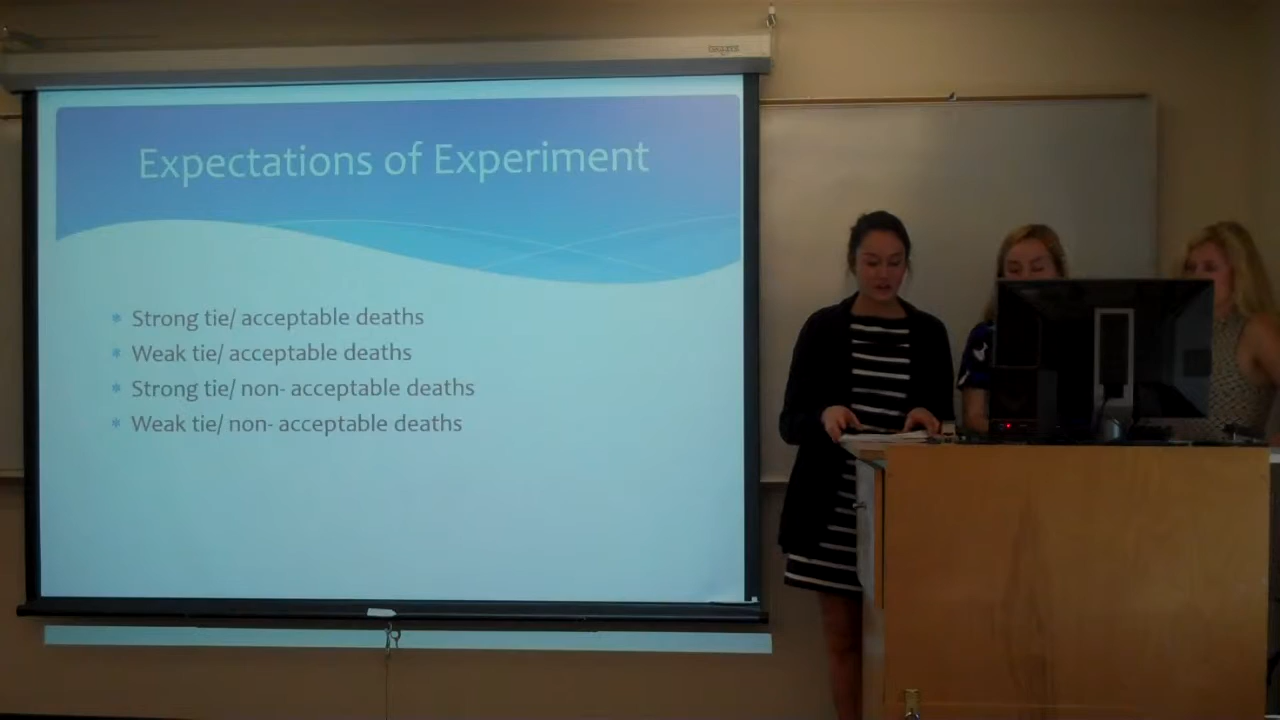 Expectations of Experiment
Strong tie/ acceptable deaths
Weak tie/ acceptable deaths
Strong tie/ non- acceptable deaths
Weak tie/ non- acceptable deaths